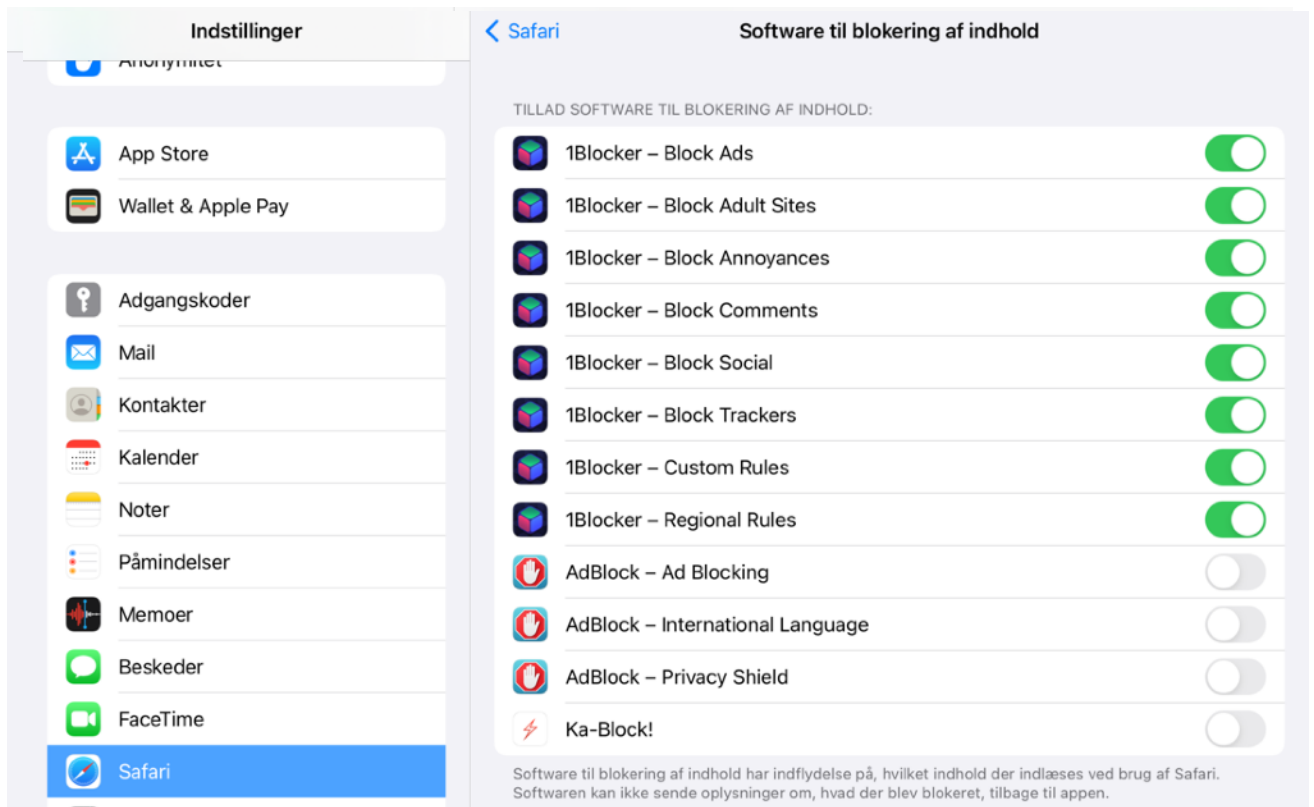 Indstillinger
Anonymitet
App Store
Wallet & Apple Pay
Adgangskoder
Mail
Kontakter
Kalender
Noter
Påmindelser
Memoer
Beskeder
FaceTime
Safari
Safari
Software til blokering af indhold
TILLAD SOFTWARE TIL BLOKERING AF INDHOLD:
1Blocker – Block Ads
1Blocker – Block Adult Sites
1Blocker – Block Annoyances
1Blocker – Block Comments
1Blocker – Block Social
1Blocker – Block Trackers
1Blocker – Custom Rules
1Blocker – Regional Rules
AdBlock – Ad Blocking
AdBlock – International Language
AdBlock – Privacy Shield
Ka-Block!
Software til blokering af indhold har indflydelse på, hvilket indhold der indlæses ved brug af Safari.
Softwaren kan ikke sende oplysninger om, hvad der blev blokeret, tilbage til appen.